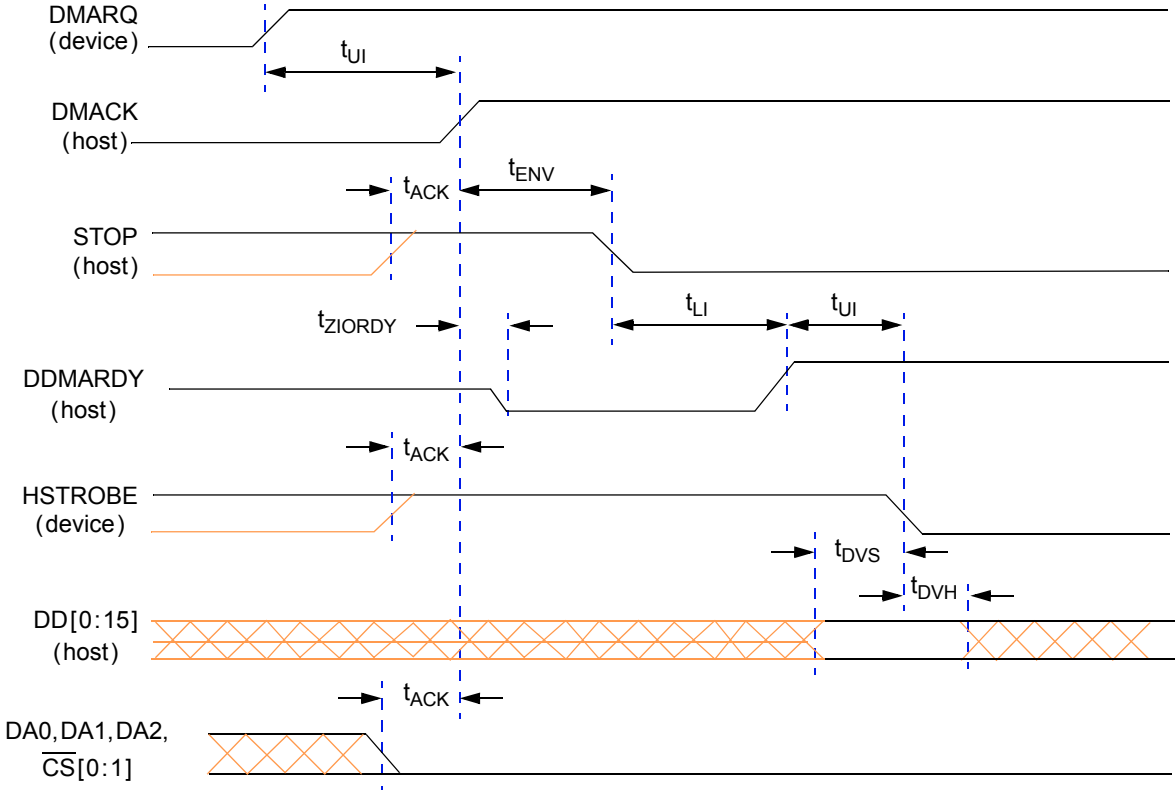 DMARQ
(device)
tUI
DMACK
(host)
tACK
tENV
STOP
(host)
tZIORDY
tLI
tUI
DDMARDY
(host)
tACK
HSTROBE
(device)
tDVS
tDVH
DD[0:15]
(host)
tACK
DA0,DA1,DA2,
CS[0:1]